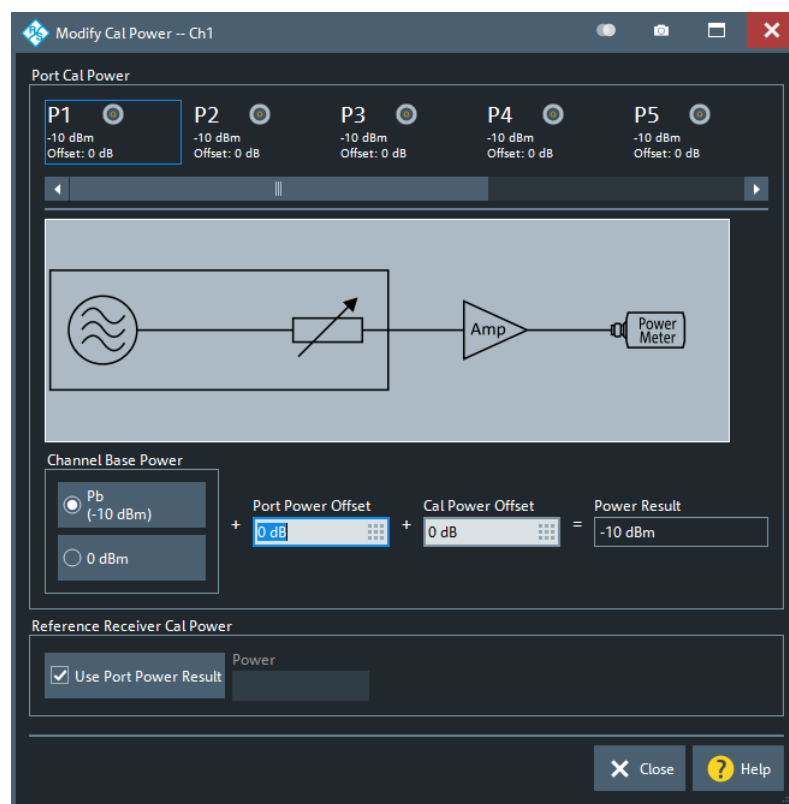 Modify Cal Power -- Ch1
Port Cal Power
P1
-10 dBm
Offset: 0 dB
P2
-10 dBm
Offset: 0 dB
P3
-10 dBm
Offset: 0 dB
P4
-10 dBm
Offset: 0 dB
P5
-10 dBm
Offset: 0 dB
Amp
Power
Meter
Channel Base Power
Pb
(-10 dBm)
0 dBm
+
Port Power Offset
0 dB
+
Cal Power Offset
0 dB
=
Power Result
-10 dBm
Reference Receiver Cal Power
Use Port Power Result
Power
Close
? Help